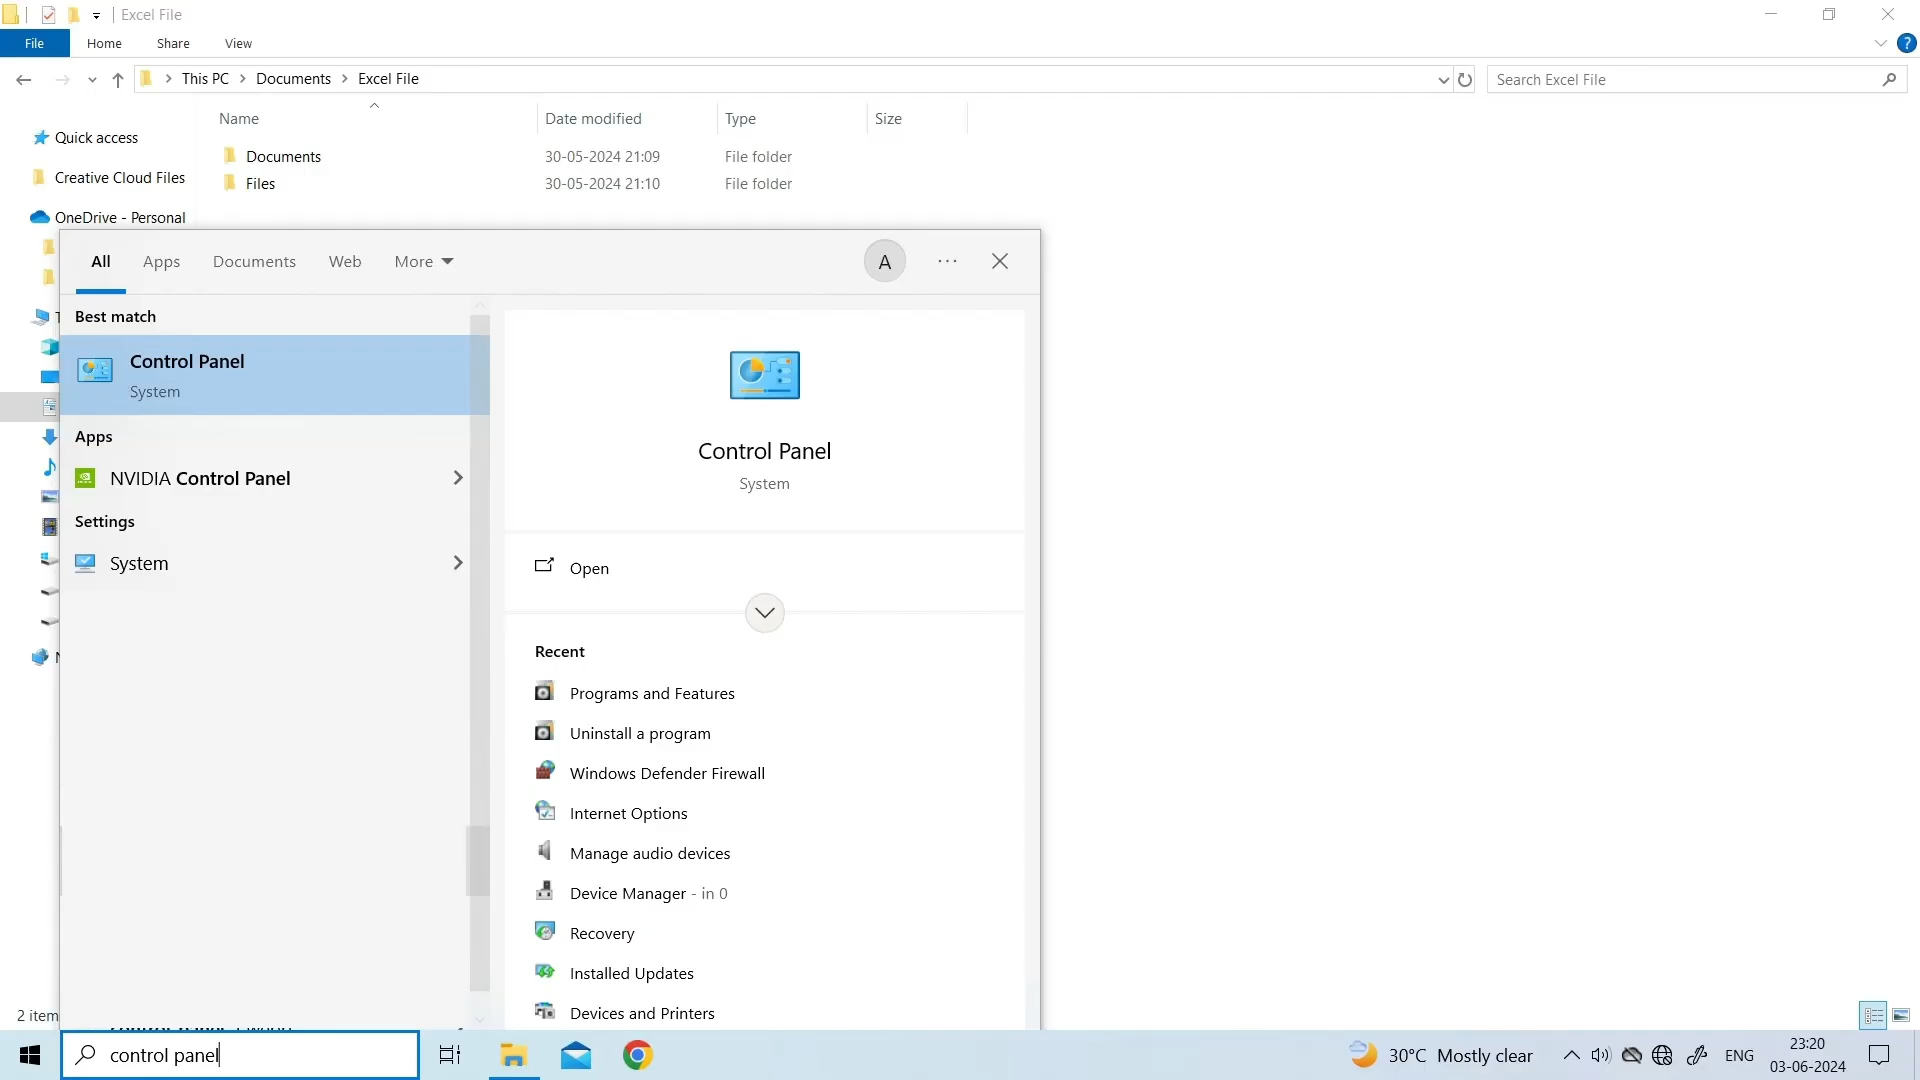 Excel File
File Home Share View
This PC Documents Excel File
Search Excel File
Name Date modified Type Size
Quick access
Documents 30-05-2024 21:09 File folder
Creative Cloud Files
Files 30-05-2024 21:10 File folder
OneDrive - Personal
All Apps Documents Web More A
Best match
Control Panel
System
Apps
NVIDIA Control Panel
Settings
System
Control Panel
System
Open
Recent
Programs and Features
Uninstall a program
Windows Defender Firewall
Internet Options
Manage audio devices
Device Manager - in 0
Recovery
Installed Updates
Devices and Printers
2 item
control panel
30°C Mostly clear
ENG
23:20
03-06-2024